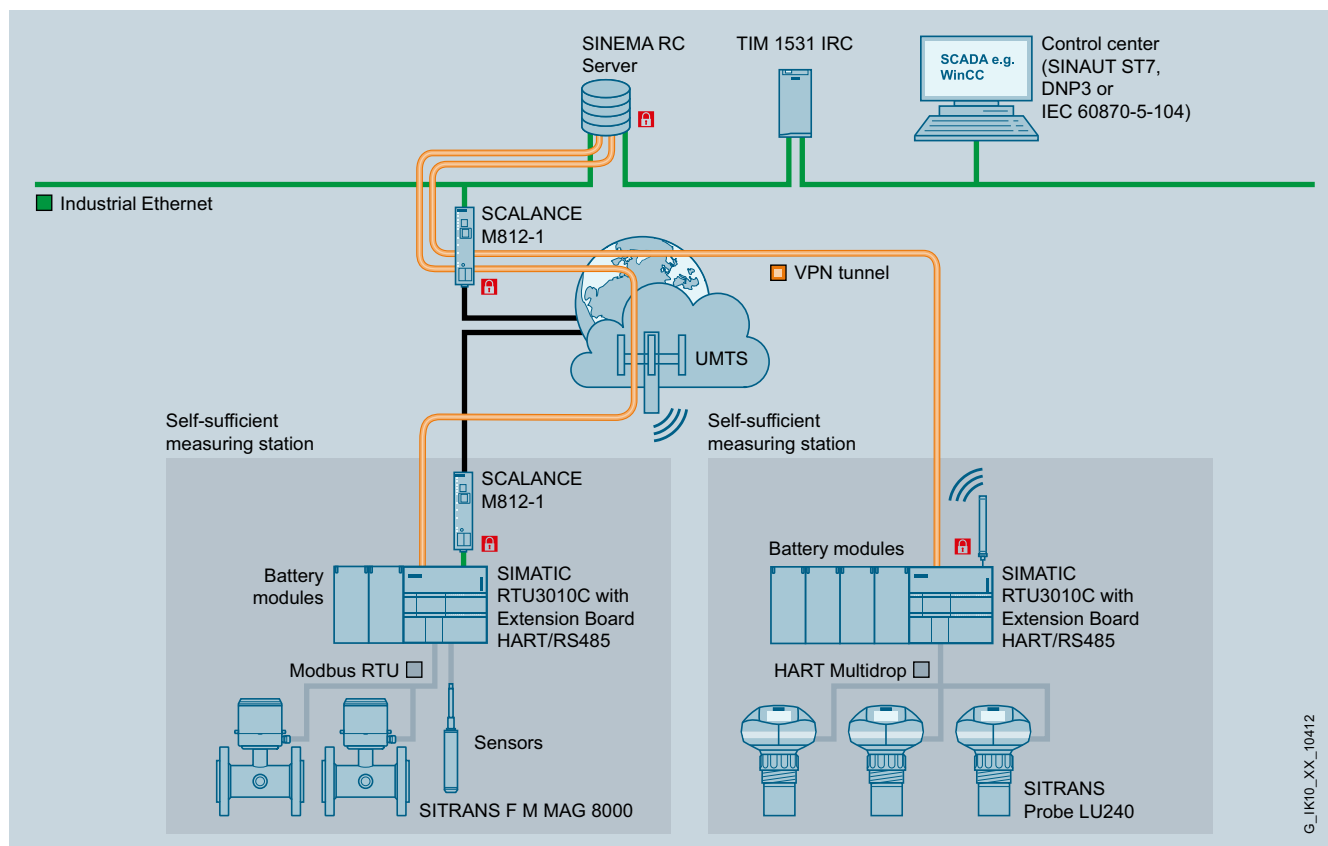 SINEMA RC
Server
TIM 1531 IRC
SCADA e.g.
WinCC
Control center
(SINAUT ST7,
DNP3 or
IEC 60870-5-104)
Industrial Ethernet
SCALANCE
M812-1
VPN tunnel
UMTS
Self-sufficient
measuring station
SCALANCE
M812-1
Battery
modules
SIMATIC
RTU3010C with
Extension Board
HART/RS485
Modbus RTU
Sensors
SITRANS F M MAG 8000
Self-sufficient
measuring station
Battery modules
SIMATIC
RTU3010C with
Extension Board
HART/RS485
HART Multidrop
SITRANS
Probe LU240
G_IK10_XX_10412